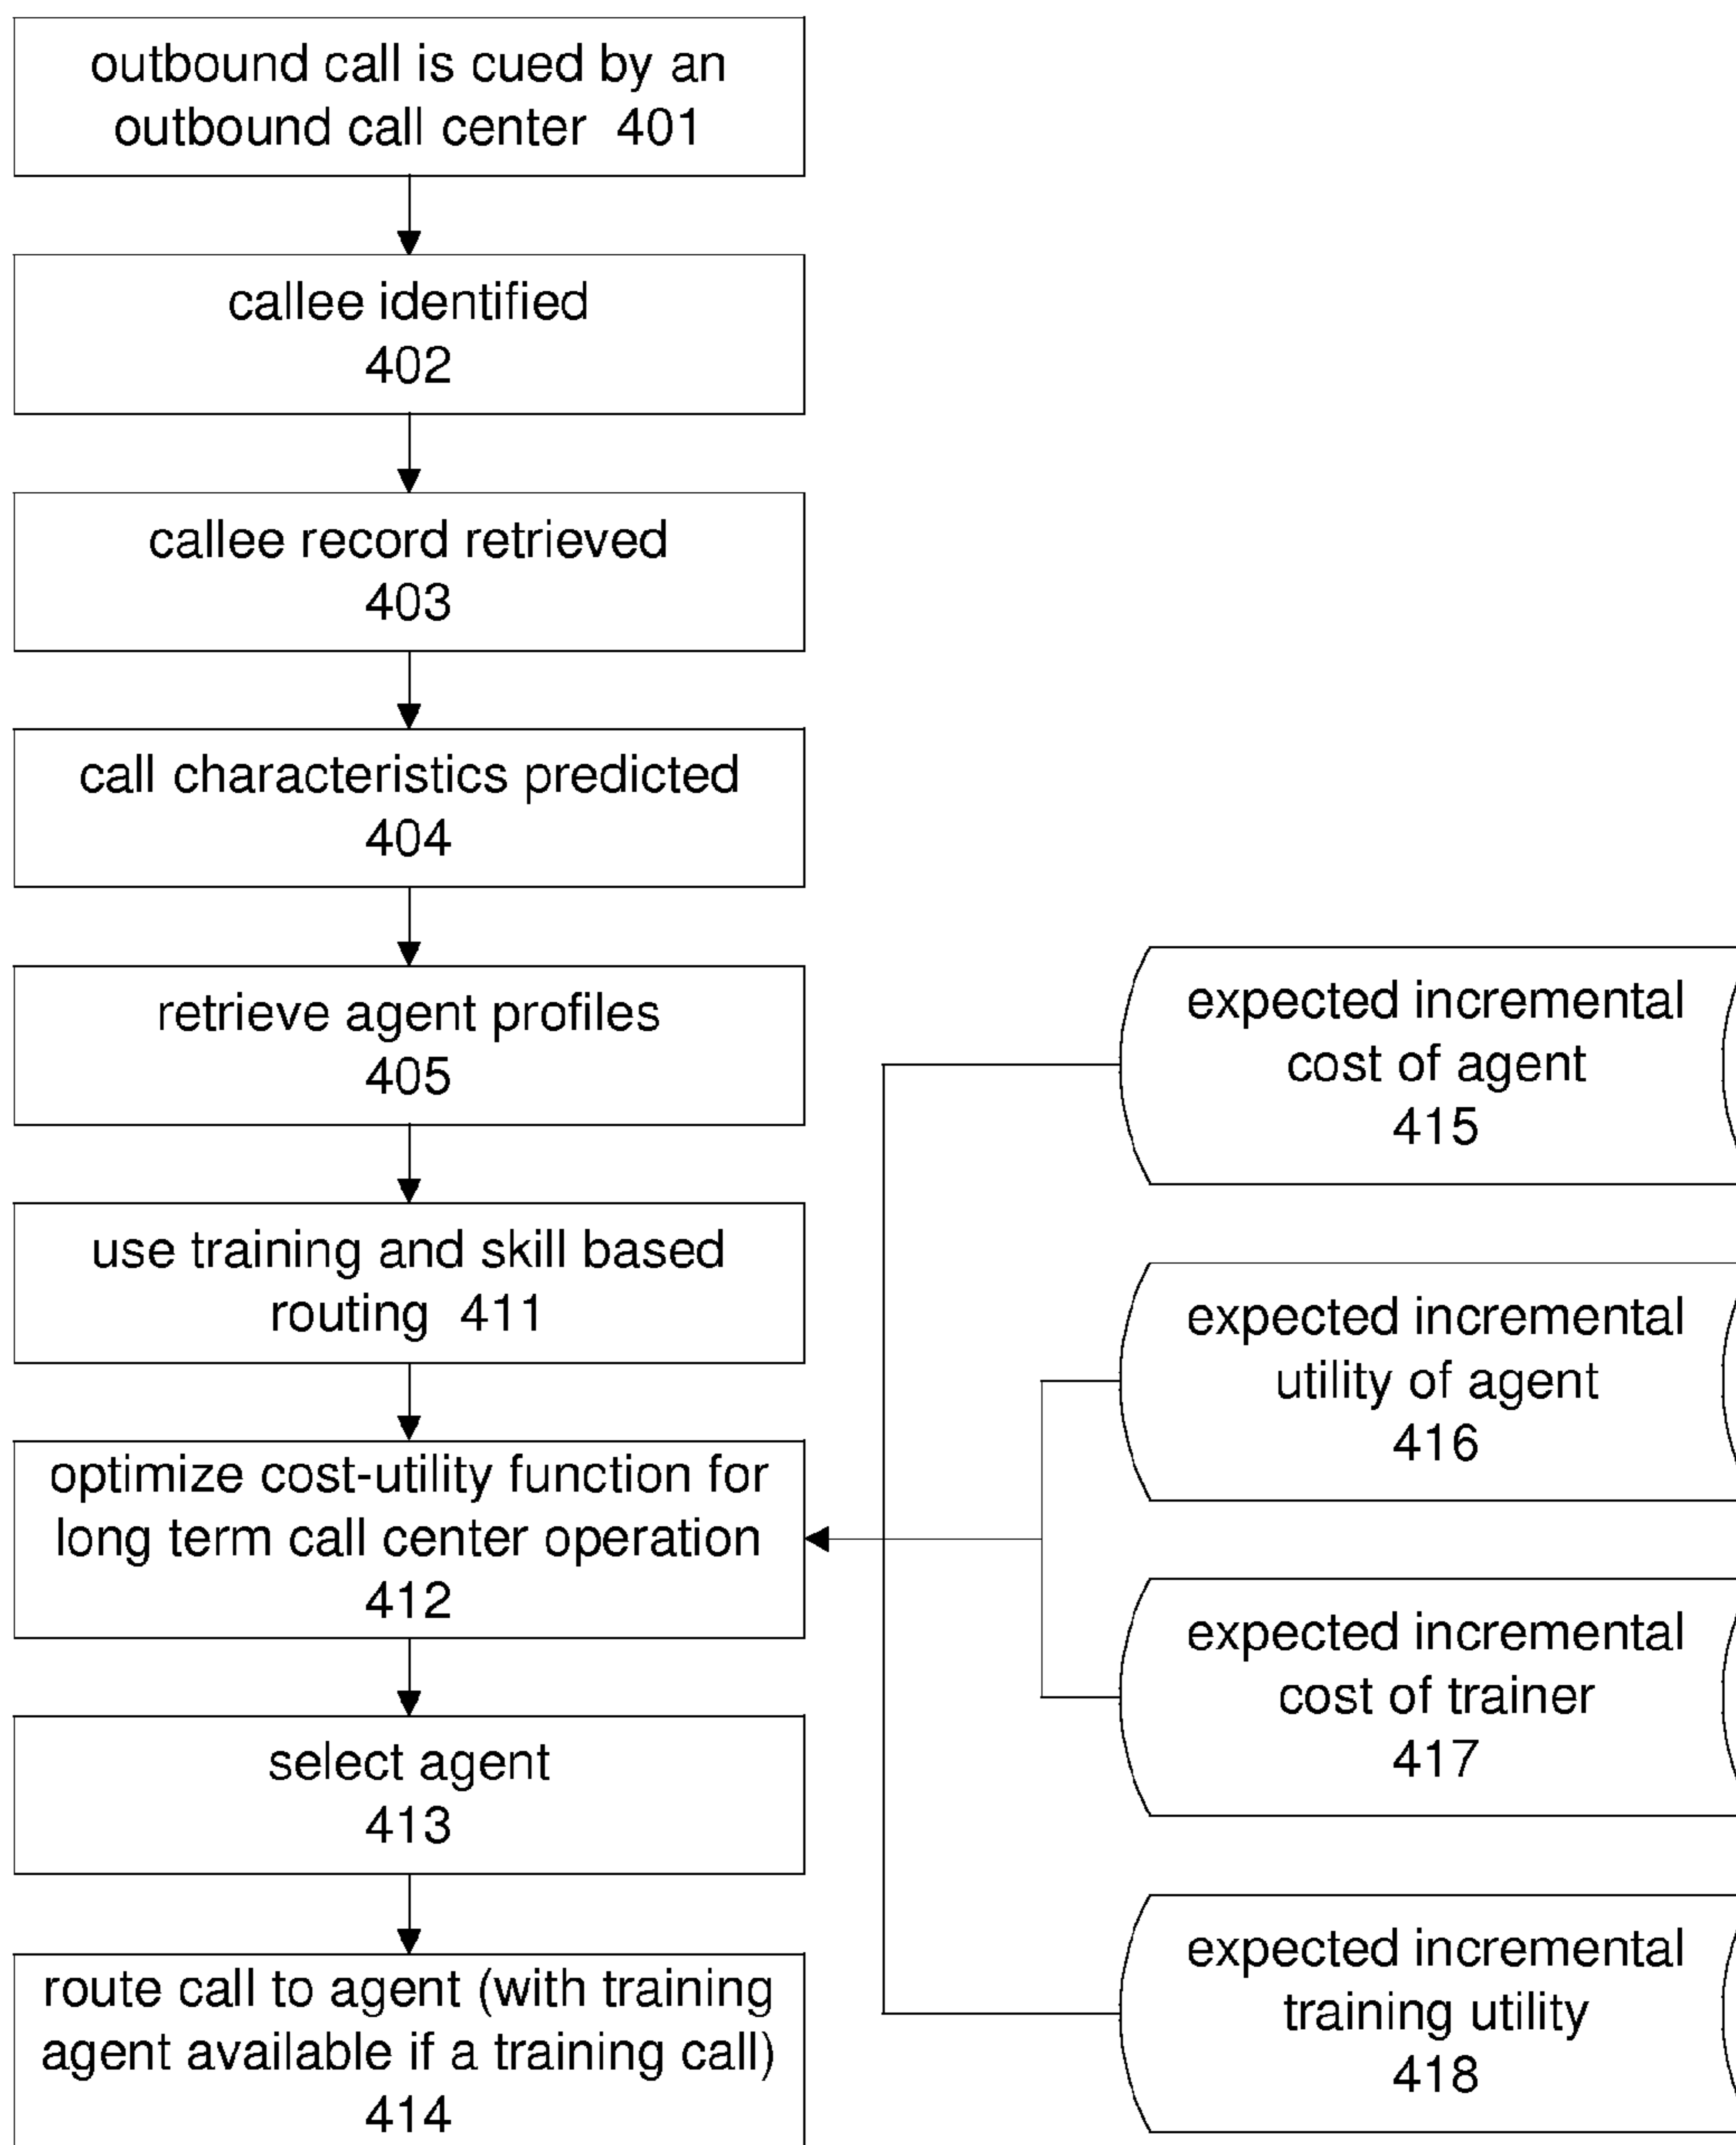 outbound call is cued by an
outbound call center 401
callee identified
402
callee record retrieved
403
call characteristics predicted
404
retrieve agent profiles
405
use training and skill based
routing 411
optimize cost-utility function for
long term call center operation
412
select agent
413
route call to agent (with training
agent available if a training call)
414
expected incremental
cost of agent
415
expected incremental
utility of agent
416
expected incremental
cost of trainer
417
expected incremental
training utility
418